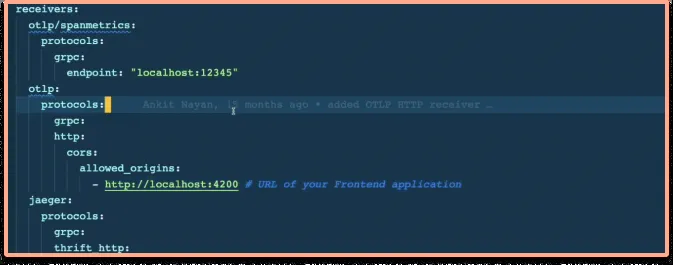 receivers:
  otlp/spanmetrics:
    protocols:
      grpc:
        endpoint: "localhost:12345"
  otlp:
    protocols: Ankit Nayan, 15 months ago • added OTLP HTTP receiver …
      grpc:
      http:
        cors:
          allowed_origins:
            - http://localhost:4200 # URL of your Frontend application
  jaeger:
    protocols:
      grpc:
      thrift_http: